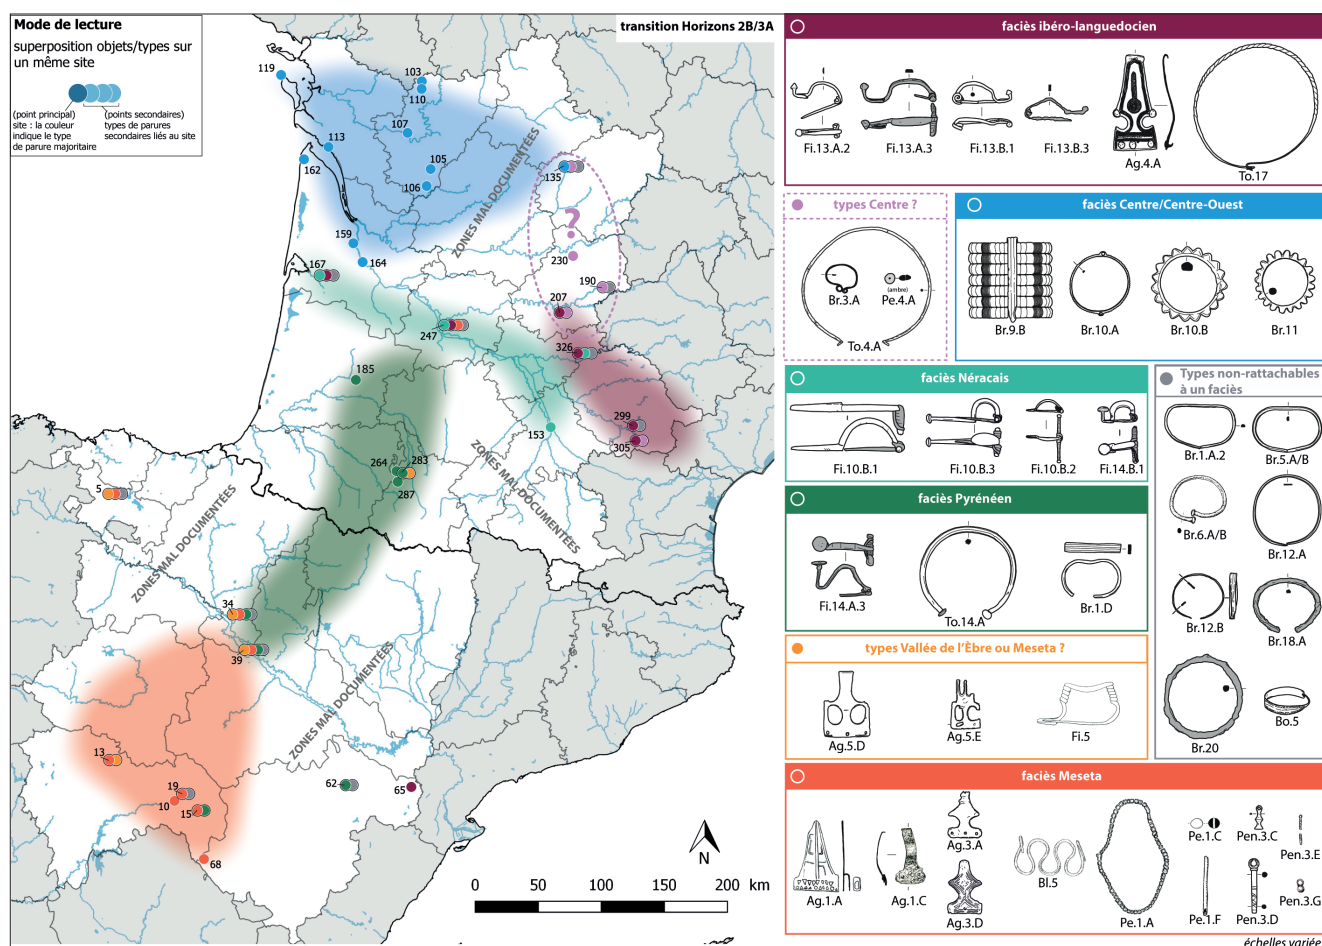 Mode de lecture
superposition objets/types sur
un même site
(point principal)
site : la couleur
indique le type
de parure majoritaire
(points secondaires)
types de parures
secondaires liés au site
transition Horizons 2B/3A
119
103
110
107
113
105
162
106
135
ZONES MAL DOCUMENTÉES
?
159
164
230
167
190
207
247
326
185
299
153
305
264
283
287
ZONES MAL DOCUMENTÉES
5
ZONES MAL DOCUMENTÉES
34
39
ZONES MAL DOCUMENTÉES
13
19
10
15
62
65
68
N
0 50 100 150 200 km
faciès ibéro-languedocien
Fi.13.A.2
Fi.13.A.3
Fi.13.B.1
Fi.13.B.3
Ag.4.A
To.17
types Centre ?
Br.3.A
Pe.4.A
(ambre)
To.4.A
faciès Centre/Centre-Ouest
Br.9.B
Br.10.A
Br.10.B
Br.11
faciès Néracais
Fi.10.B.1
Fi.10.B.3
Fi.10.B.2
Fi.14.B.1
Types non-rattachables
à un faciès
Br.1.A.2
Br.5.A/B
Br.6.A/B
Br.12.A
Br.12.B
Br.18.A
Br.20
Bo.5
faciès Pyrénéen
Fi.14.A.3
To.14.A
Br.1.D
types Vallée de l'Èbre ou Meseta ?
Ag.5.D
Ag.5.E
Fi.5
faciès Meseta
Ag.1.A
Ag.1.C
Ag.3.A
Ag.3.D
Bl.5
Pe.1.A
Pe.1.C
Pen.3.C
Pen.3.E
Pe.1.F
Pen.3.D
Pen.3.G
échelles variées